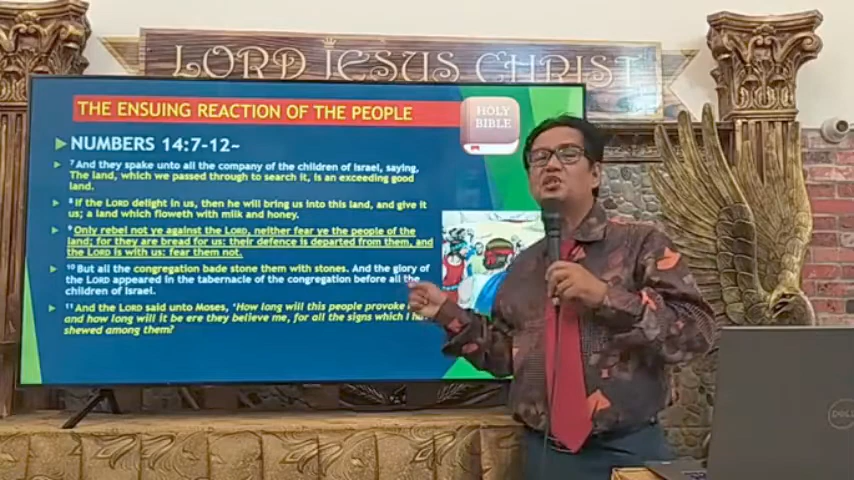 LORD JESUS CHRIST
THE ENSUING REACTION OF THE PEOPLE
HOLY
BIBLE
NUMBERS 14:7-12~
7 And they spake unto all the company of the children of Israel, saying,
The land, which we passed through to search it, is an exceeding good
land.
8 If the LORD delight in us, then he will bring us into this land, and give it
us; a land which floweth with milk and honey.
9 Only rebel not ye against the LORD, neither fear ye the people of the
land; for they are bread for us: their defence is departed from them, and
the LORD is with us: fear them not.
10 But all the congregation bade stone them with stones. And the glory of
the LORD appeared in the tabernacle of the congregation before all the
children of Israel.
11 And the LORD said unto Moses, "How long will this people provoke
and how long will it be ere they believe me, for all the signs which I
shewed among them?
DELL